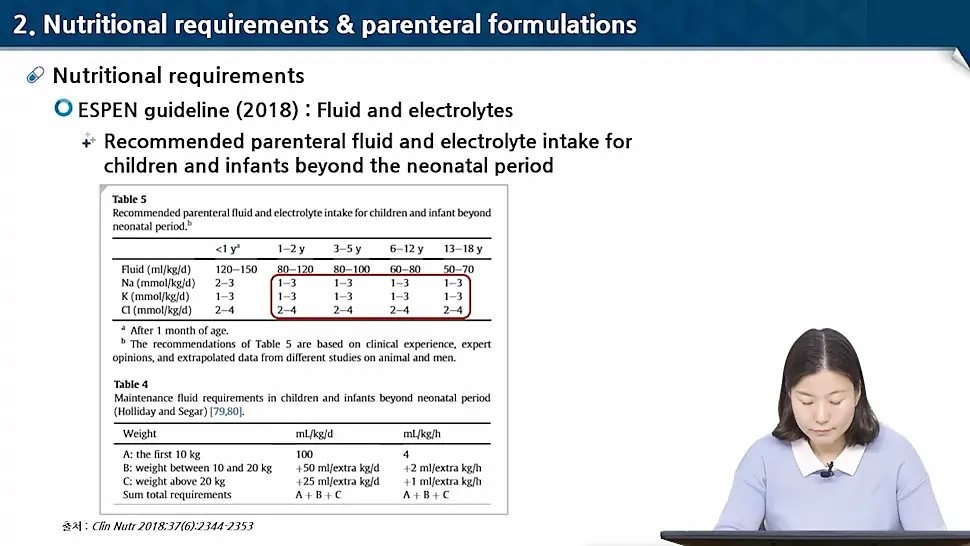 2. Nutritional requirements & parenteral formulations
Nutritional requirements
ESPEN guideline (2018) : Fluid and electrolytes
Recommended parenteral fluid and electrolyte intake for
children and infants beyond the neonatal period
Table 5
Recommended parenteral fluid and electrolyte intake for children and infant beyond
neonatal period.b
<1 ya 1–2 y 3–5 y 6–12 y 13–18 y
Fluid (ml/kg/d) 120–150 80–120 80–100 60–80 50–70
Na (mmol/kg/d) 2–3 1–3 1–3 1–3 1–3
K (mmol/kg/d) 1–3 1–3 1–3 1–3 1–3
Cl (mmol/kg/d) 2–4 2–4 2–4 2–4 2–4
a After 1 month of age.
b The recommendations of Table 5 are based on clinical experience, expert
opinions, and extrapolated data from different studies on animal and men.
Table 4
Maintenance fluid requirements in children and infants beyond neonatal period
(Holliday and Segar) [79,80].
Weight mL/kg/d mL/kg/h
A: the first 10 kg 100 4
B: weight between 10 and 20 kg +50 ml/extra kg/d +2 ml/extra kg/h
C: weight above 20 kg +25 ml/extra kg/d +1 ml/extra kg/h
Sum total requirements A + B + C A + B + C
출처 : Clin Nutr 2018;37(6):2344-2353